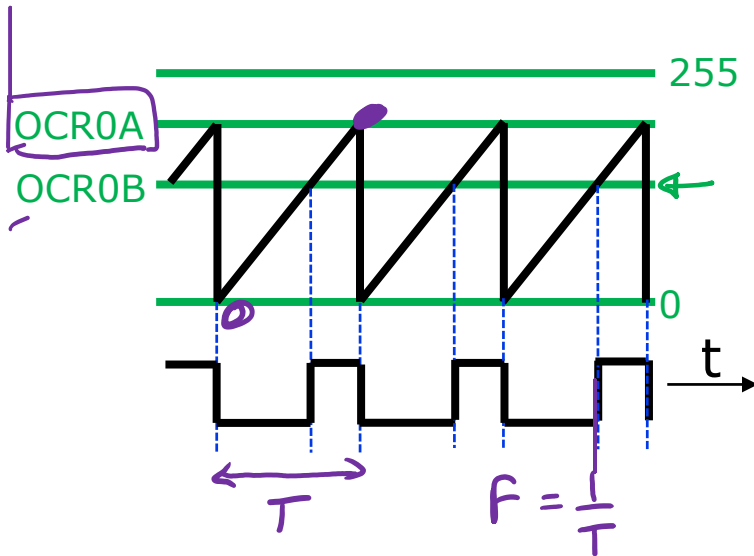 255
OCR0A
OCR0B
0
t
T
F = 1/T